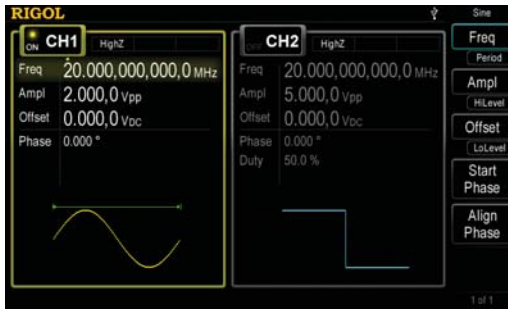 RIGOL
Sine
ON CH1 HighZ
Freq 20.000,000,000,0 MHz
Ampl 2.000,0 Vpp
Offset 0.000,0 VDC
Phase 0.000 °
OFF CH2 HighZ
Freq 20.000,000,000,0 MHz
Ampl 5.000,0 Vpp
Offset 0.000,0 VDC
Phase 0.000 °
Duty 50.0 %
Freq
Period
Ampl
HiLevel
Offset
LoLevel
Start
Phase
Align
Phase
1 of 1